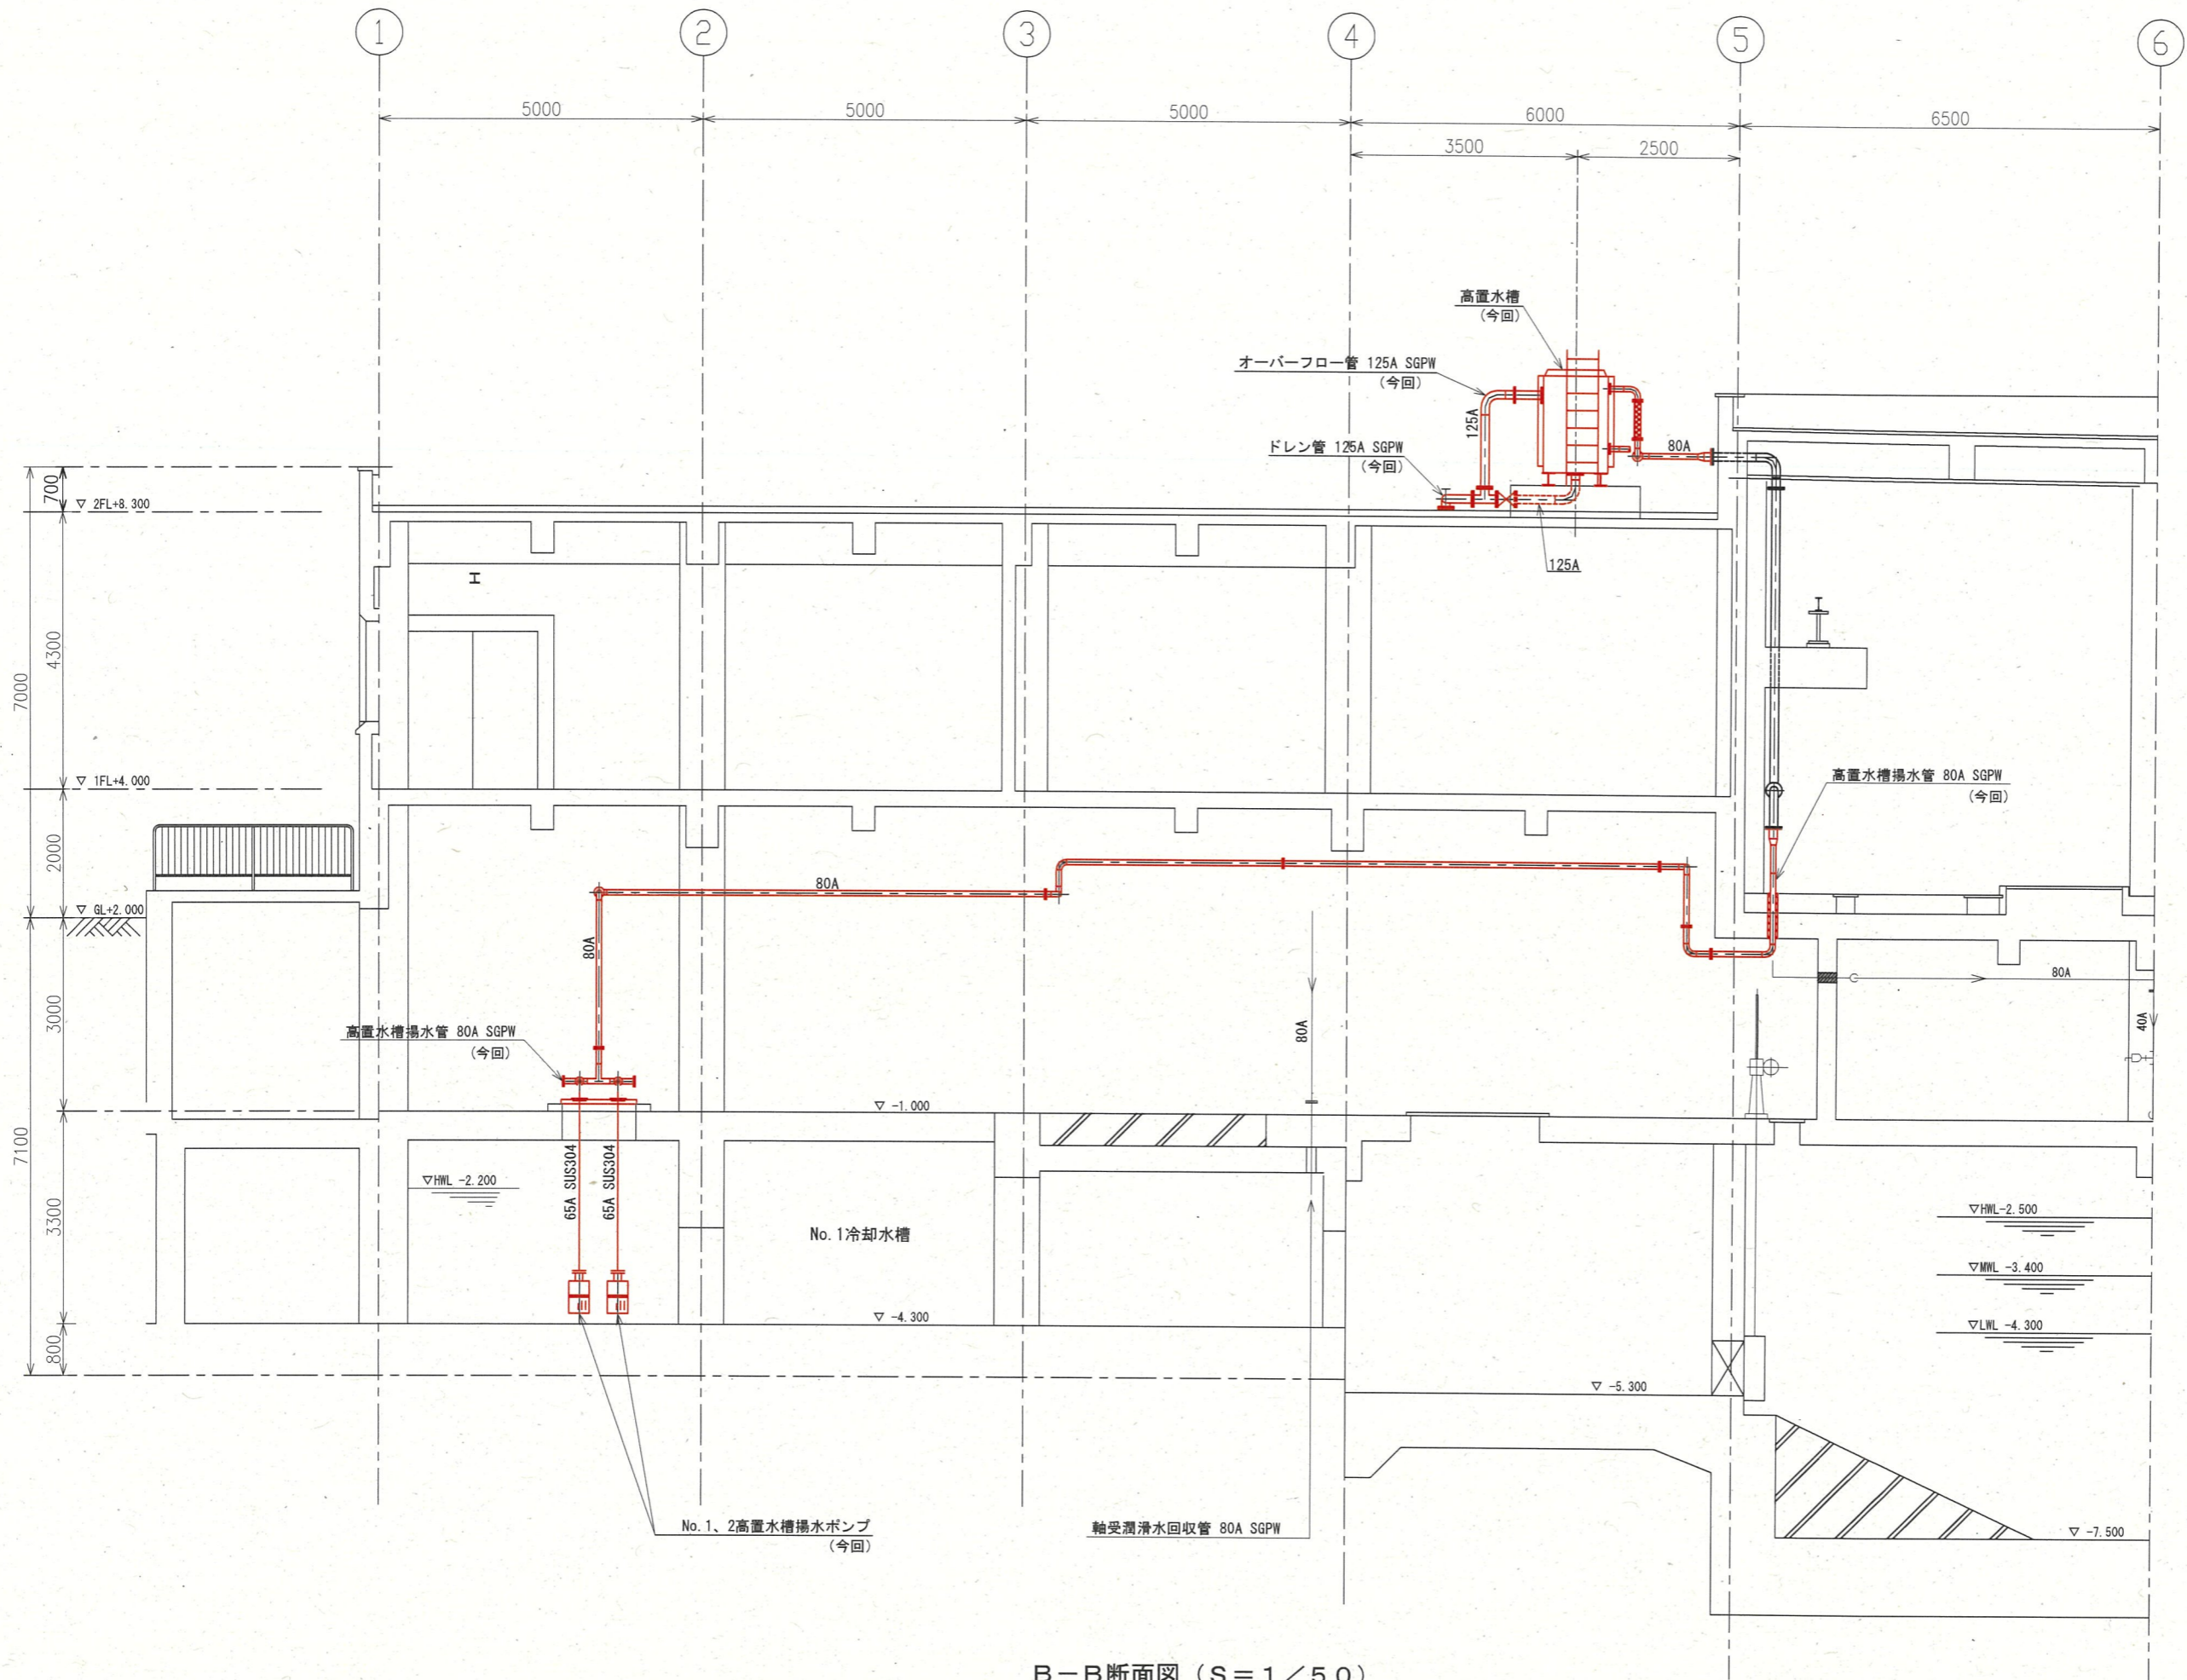 1
2
3
4
5
6
5000
5000
5000
6000
6500
3500
2500
高置水槽
(今回)
オーバーフロー管 125A SGPW
(今回)
125A
ドレン管 125A SGPW
(今回)
80A
125A
700
▽ 2FL+8.300
4300
7000
▽ 1FL+4.000
高置水槽揚水管 80A SGPW
(今回)
2000
▽ GL+2.000
80A
80A
80A
3000
高置水槽揚水管 80A SGPW
(今回)
80A
40A
▽ -1.000
7100
▽HWL -2.200
65A SUS304
65A SUS304
3300
No.1冷却水槽
▽HWL-2.500
▽MWL -3.400
▽LWL -4.300
▽ -4.300
800
▽ -5.300
No.1、2高置水槽揚水ポンプ
(今回)
軸受潤滑水回収管 80A SGPW
▽ -7.500
B-B断面図 (S=1/50)